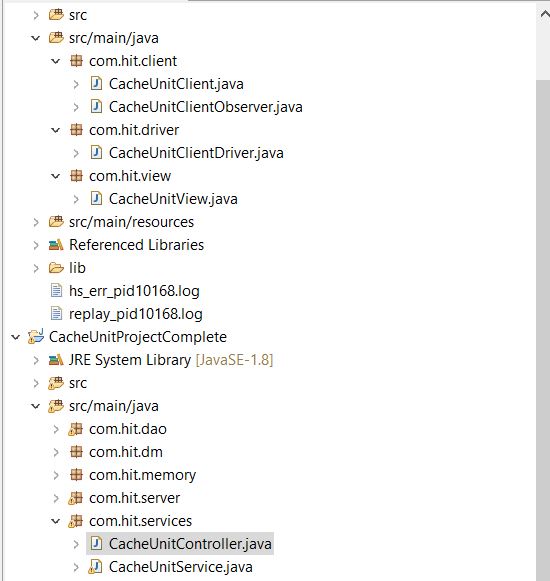 src
src/main/java
com.hit.client
CacheUnitClient.java
CacheUnitClientObserver.java
com.hit.driver
CacheUnitClientDriver.java
com.hit.view
CacheUnitView.java
src/main/resources
Referenced Libraries
lib
hs_err_pid10168.log
replay_pid10168.log
CacheUnitProjectComplete
JRE System Library [JavaSE-1.8]
src
src/main/java
com.hit.dao
com.hit.dm
com.hit.memory
com.hit.server
com.hit.services
CacheUnitController.java
CacheUnitService.java